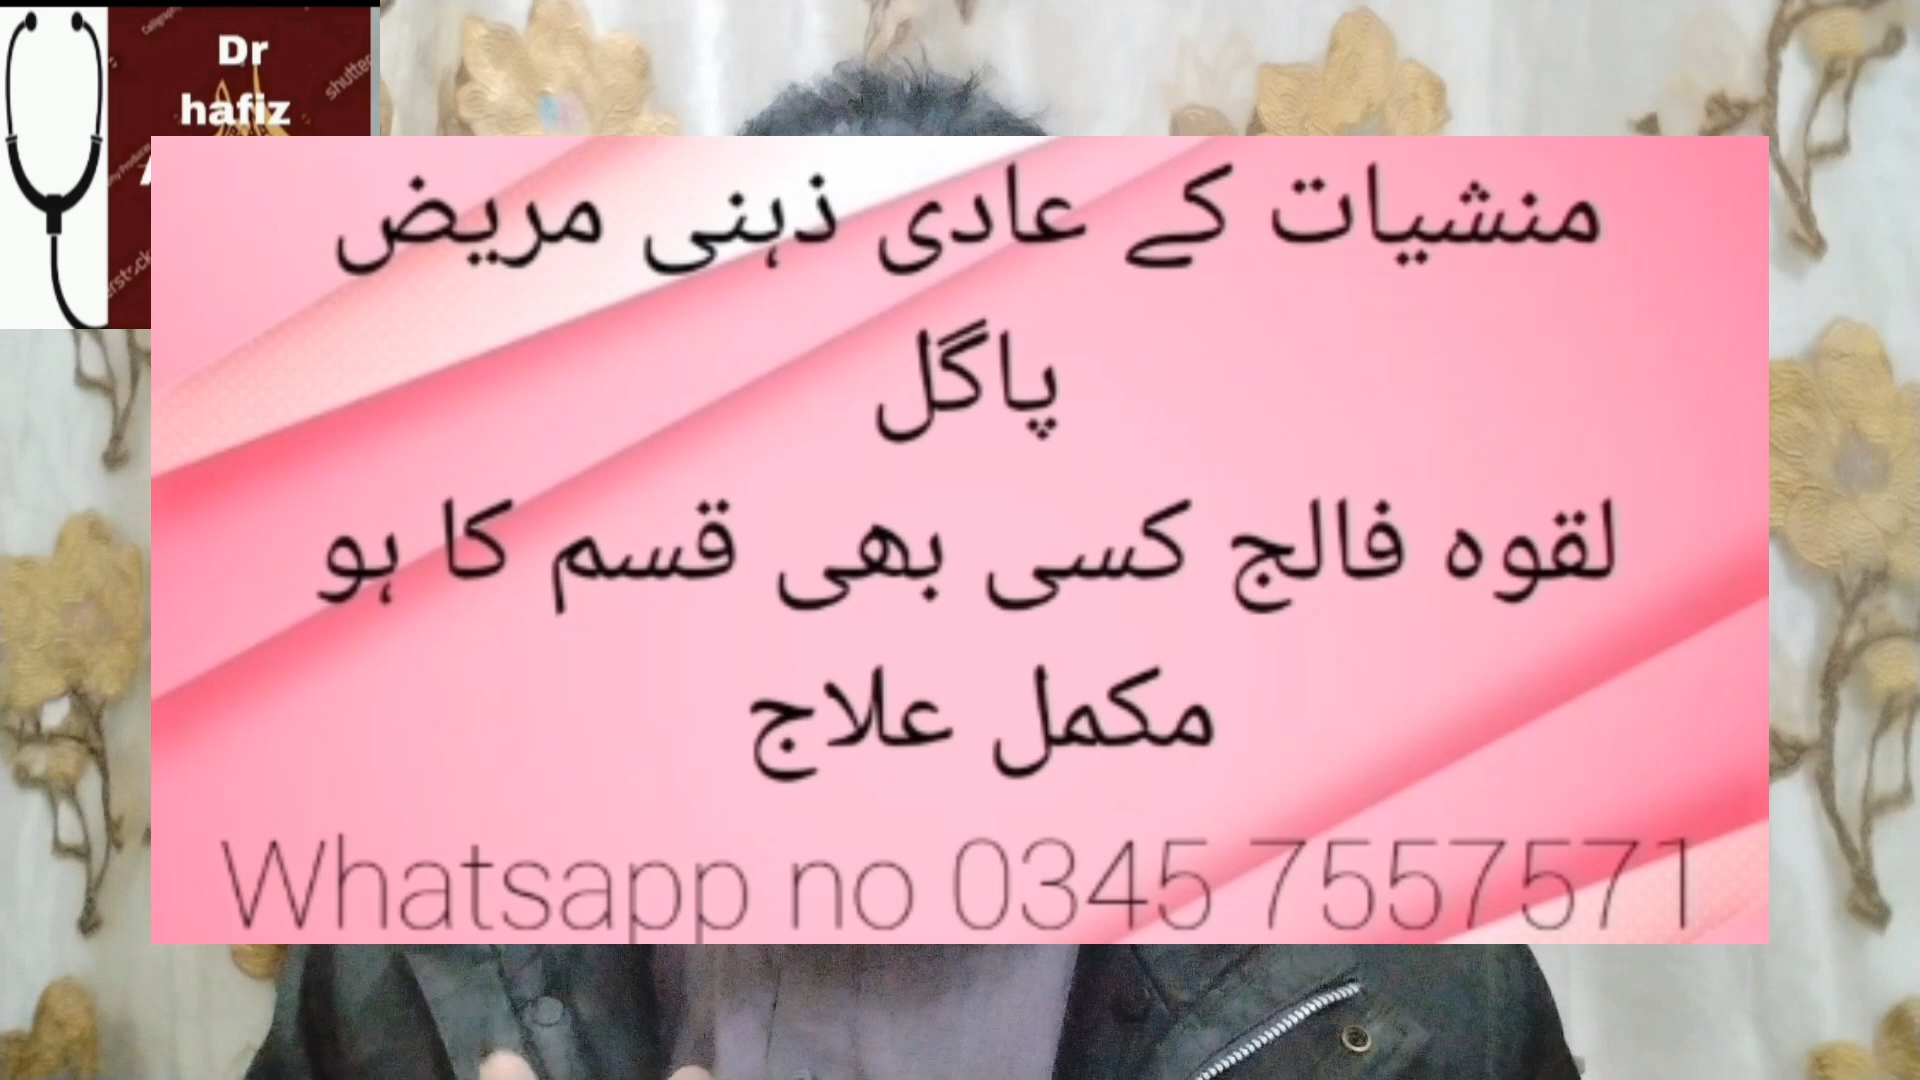 Dr
hafiz
منشیات کے عادی ذہنی مریض
پاگل
لقوہ فالج کسی بھی قسم کا ہو
مکمل علاج
Whatsapp no 0345 7557571